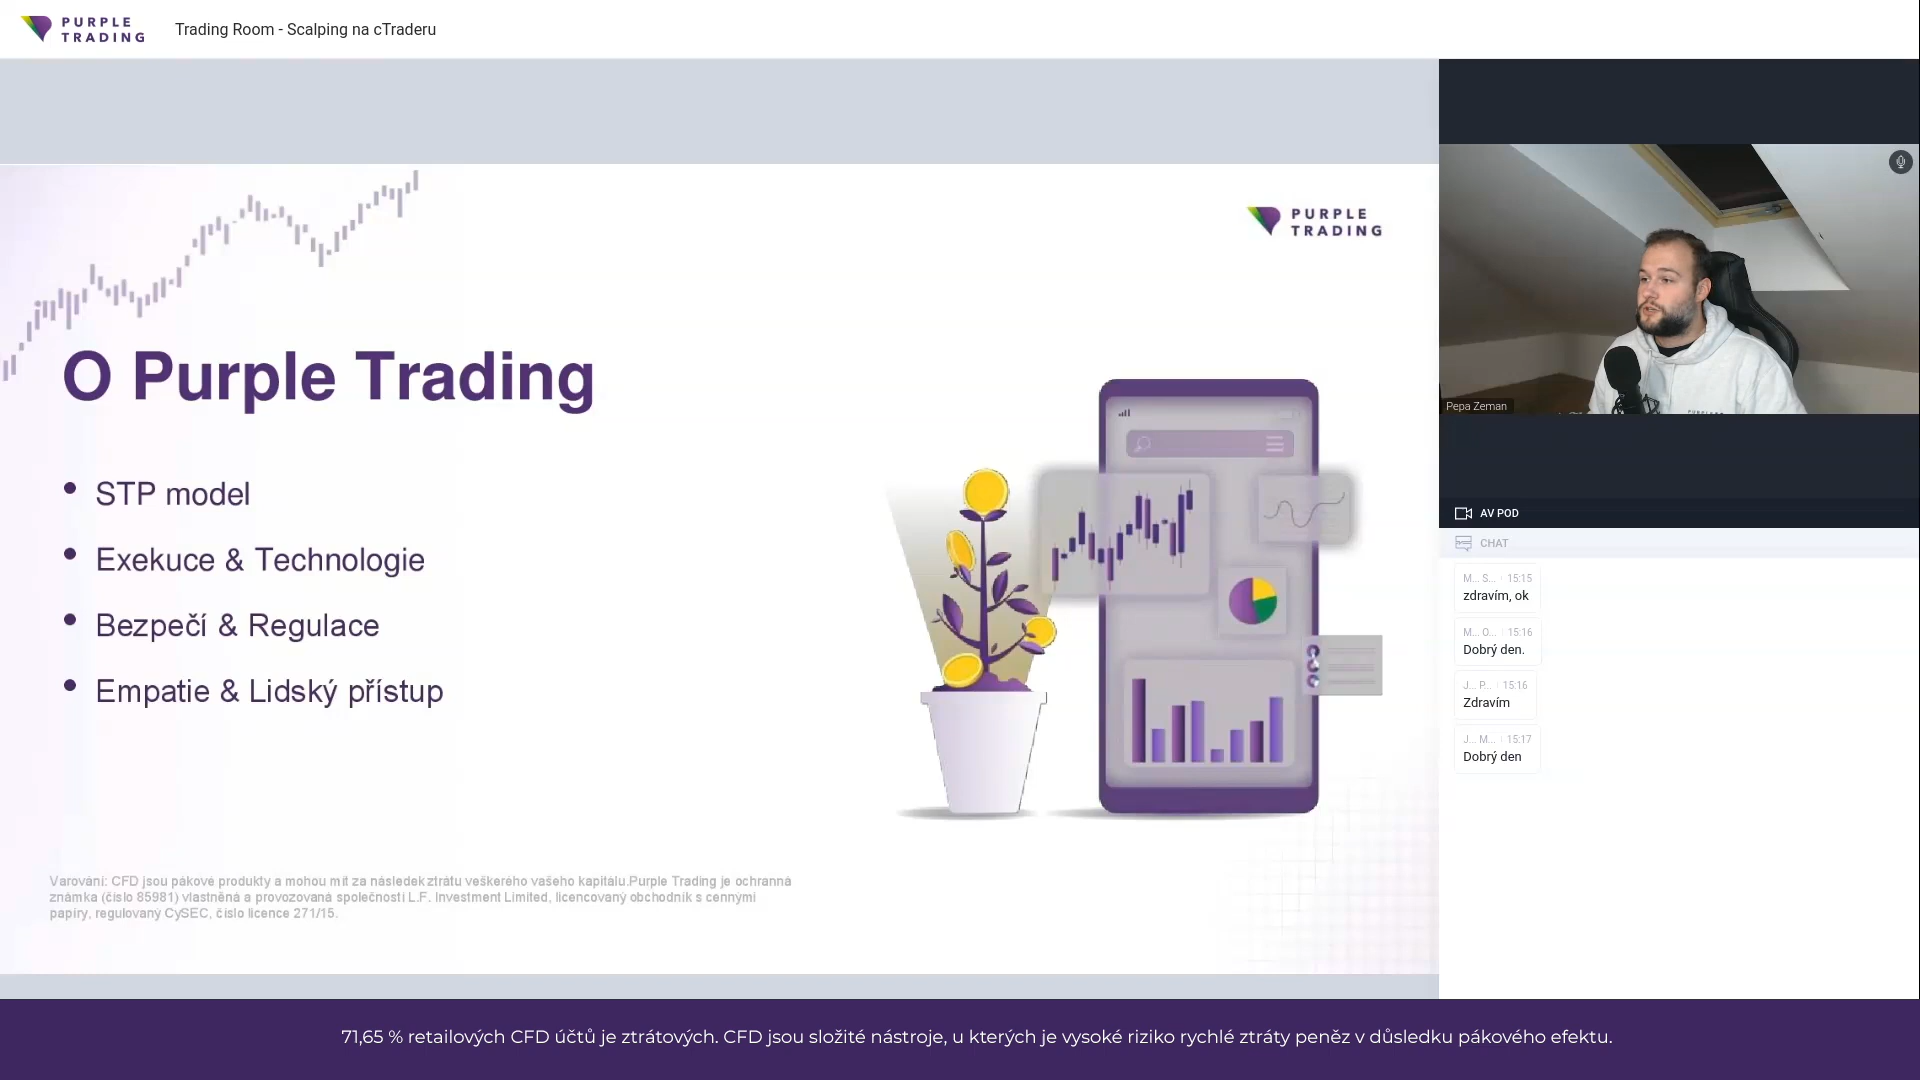 PURPLE
TRADING
Trading Room - Scalping na cTraderu
PURPLE
TRADING
O Purple Trading
• STP model
• Exekuce & Technologie
• Bezpečí & Regulace
• Empatie & Lidský přístup
Varování: CFD jsou pákové produkty a mohou mít za následek ztrátu veškerého vašeho kapitálu.Purple Trading je ochranná
známka (číslo 85981) vlastněná a provozovaná společností L.F. Investment Limited, licencovaný obchodník s cennými
papíry, regulovaný CySEC, číslo licence 271/15.
Pepa Zeman
AV POD
CHAT
M... S... 15:15
zdravím, ok
M... O... 15:16
Dobrý den.
J... P... 15:16
Zdravím
J... M... 15:17
Dobrý den
71,65 % retailových CFD účtů je ztrátových. CFD jsou složité nástroje, u kterých je vysoké riziko rychlé ztráty peněz v důsledku pákového efektu.